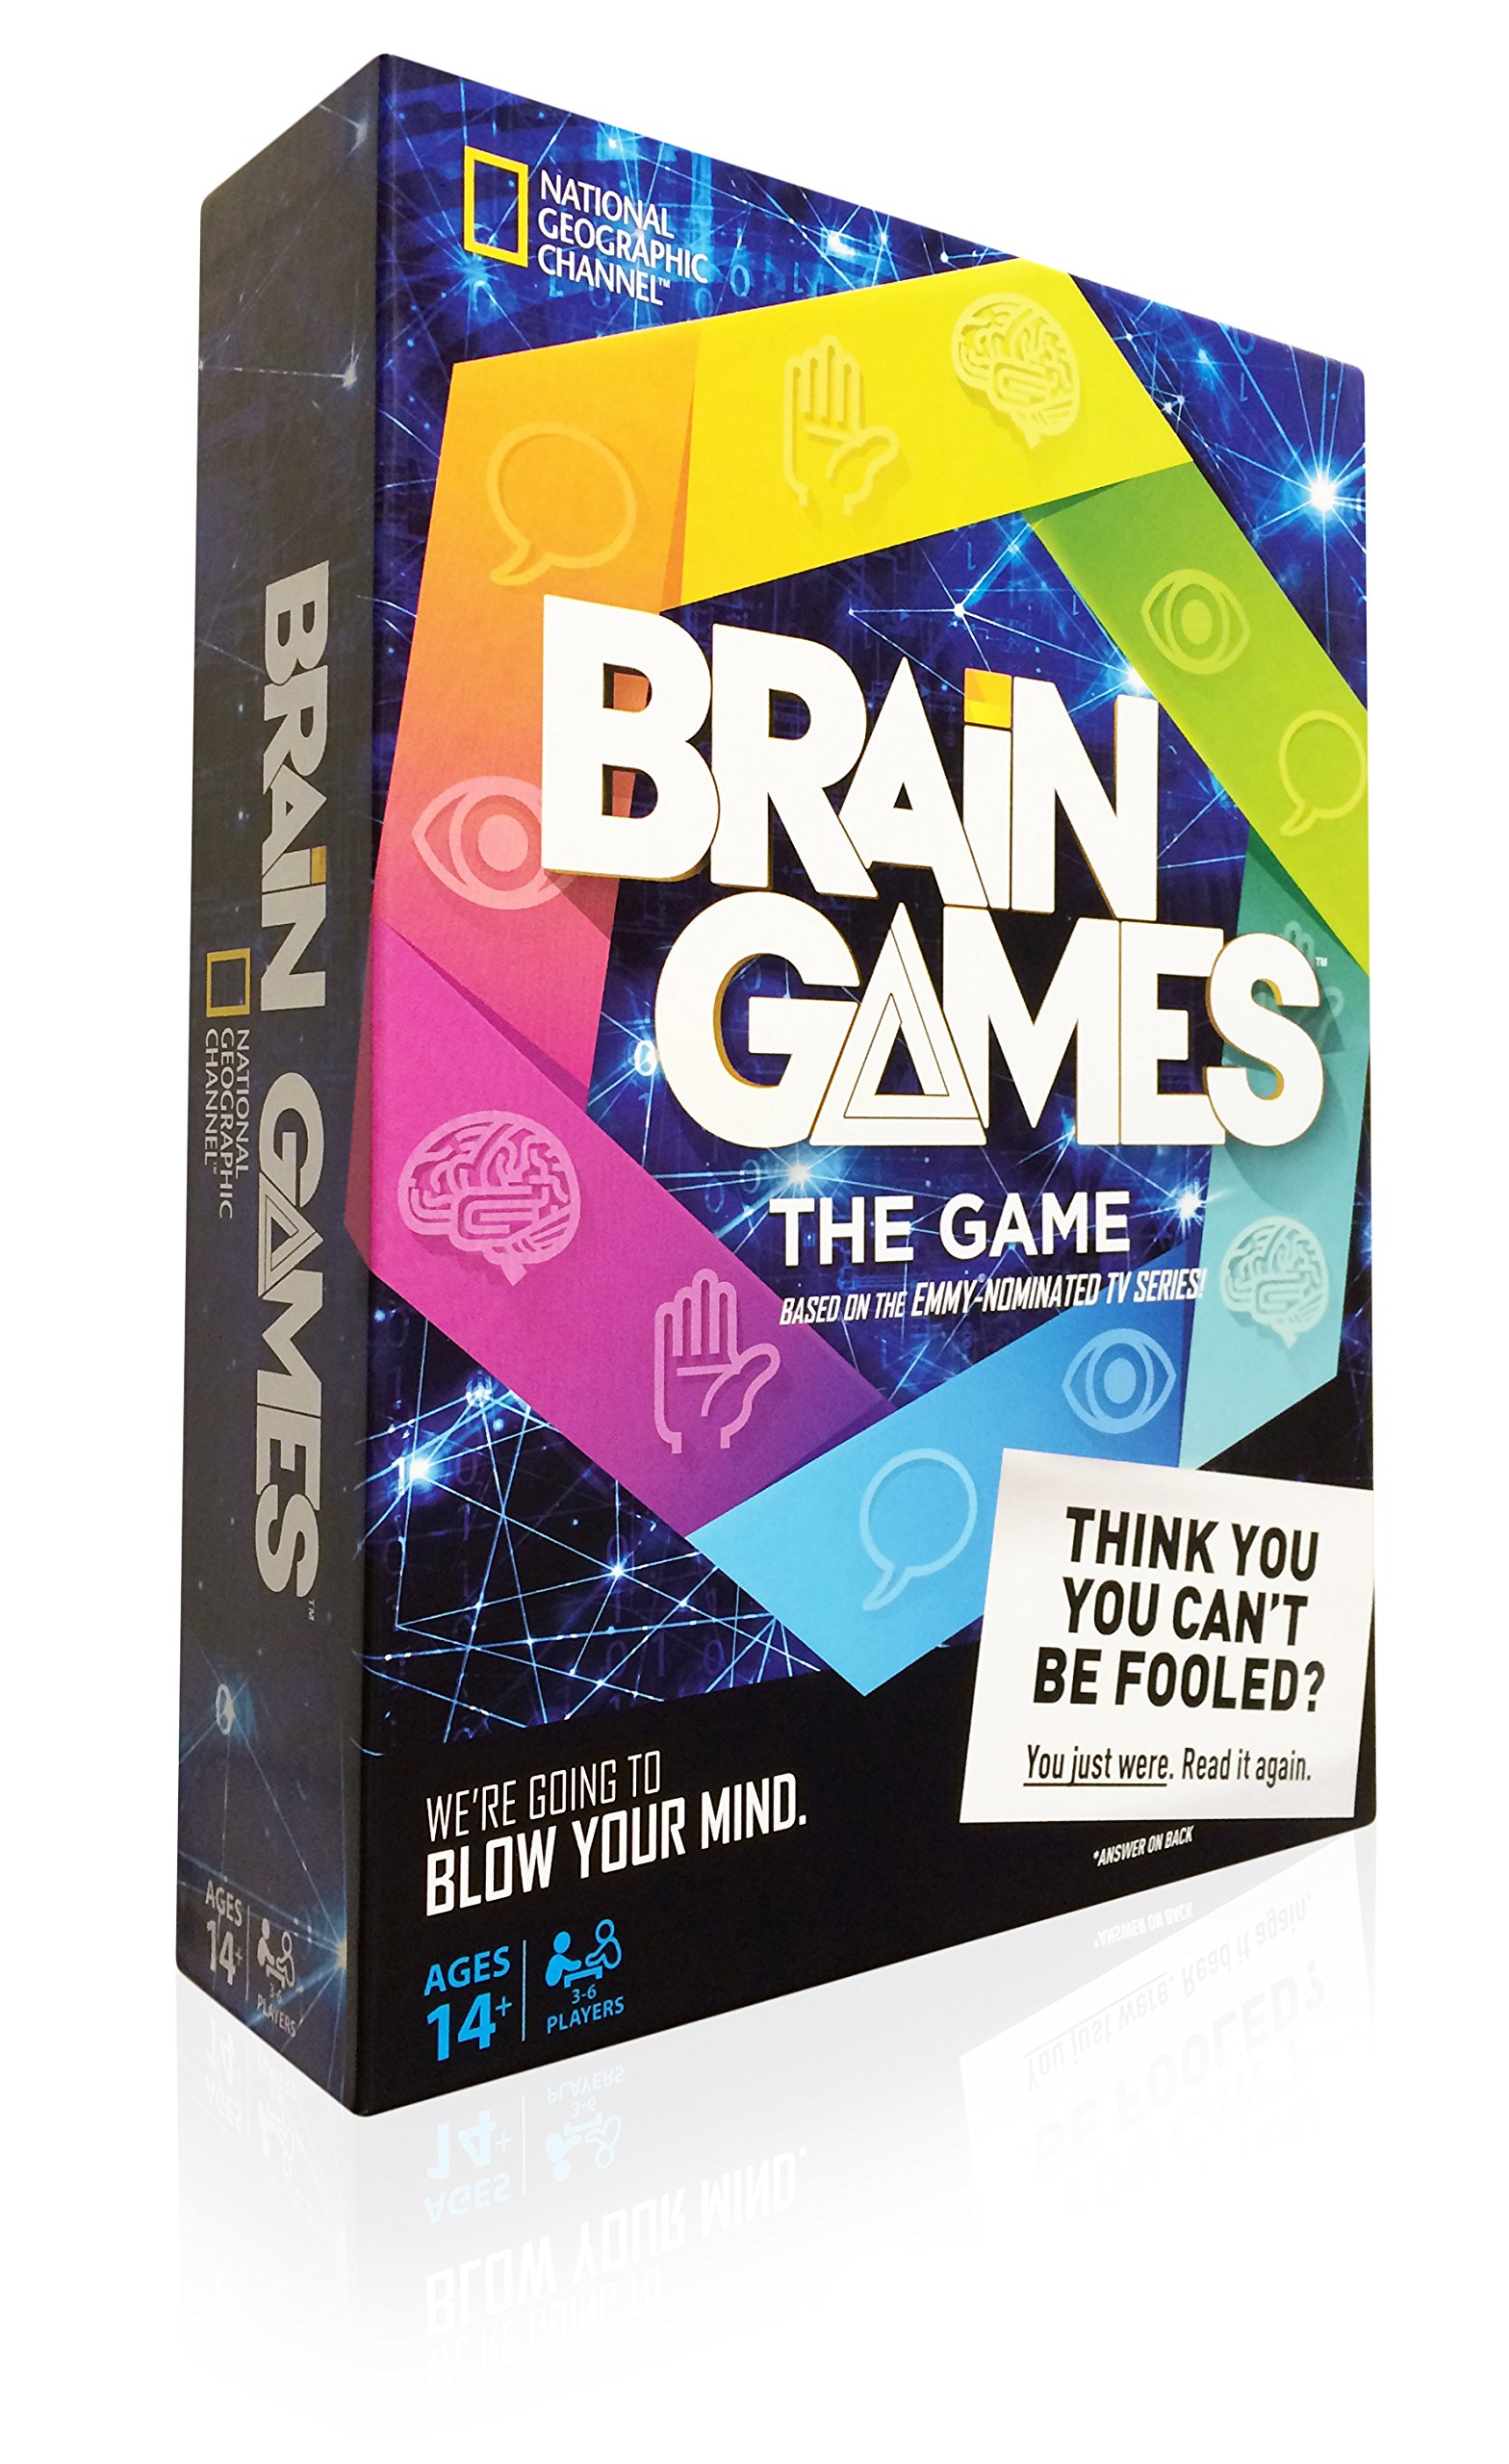 NATIONAL
GEOGRAPHIC
CHANNEL™
BRAiN
GAMES™
THE GAME
BASED ON THE EMMY®-NOMINATED TV SERIES!
THINK YOU
YOU CAN'T
BE FOOLED?
You just were. Read it again.
*ANSWER ON BACK
WE'RE GOING TO
BLOW YOUR MIND.
AGES
14+
3-6
PLAYERS
BRAiN GAMES™
NATIONAL
GEOGRAPHIC
CHANNEL™
AGES
14+
3-6
PLAYERS